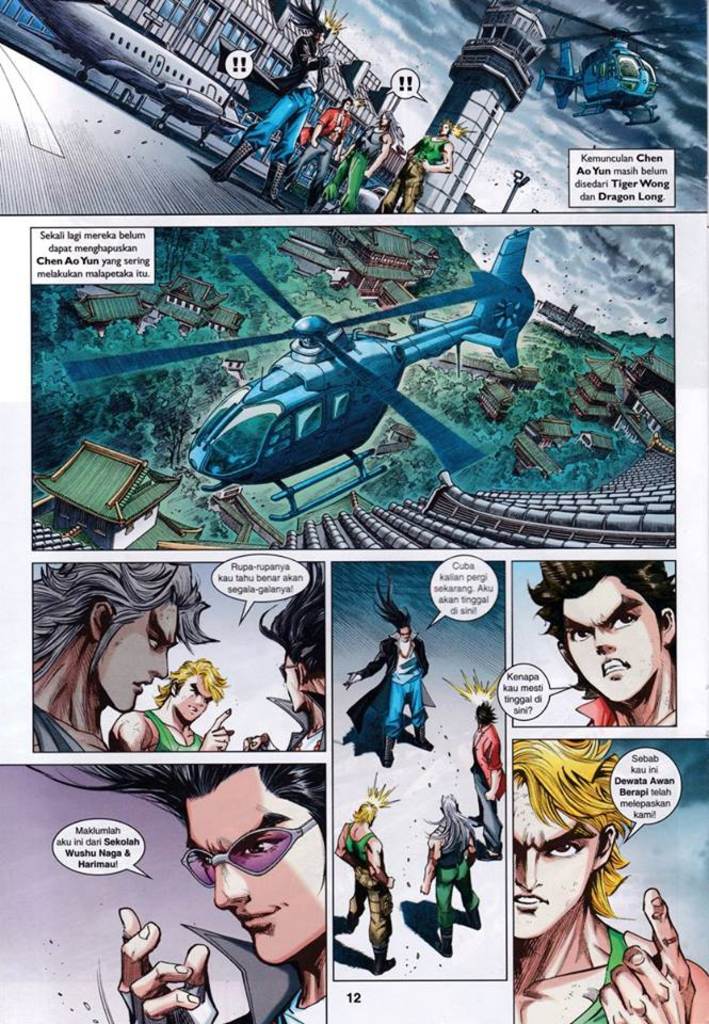 !!
!!
Kemunculan Chen
Ao Yun masih belum
disedari Tiger Wong
dan Dragon Long.
Sekali lagi mereka belum
dapat menghapuskan
Chen Ao Yun yang sering
melakukan malapetaka itu.
Rupa-rupanya
kau tahu benar akan
segala-galanya!
Cuba
kalian pergi
sekarang. Aku
akan tinggal
di sini!
Kenapa
kau mesti
tinggal di
sini?
Maklumlah
aku ini dari Sekolah
Wushu Naga &
Harimau!
Sebab
kau ini
Dewata Awan
Berapi telah
melepaskan
kami!
12